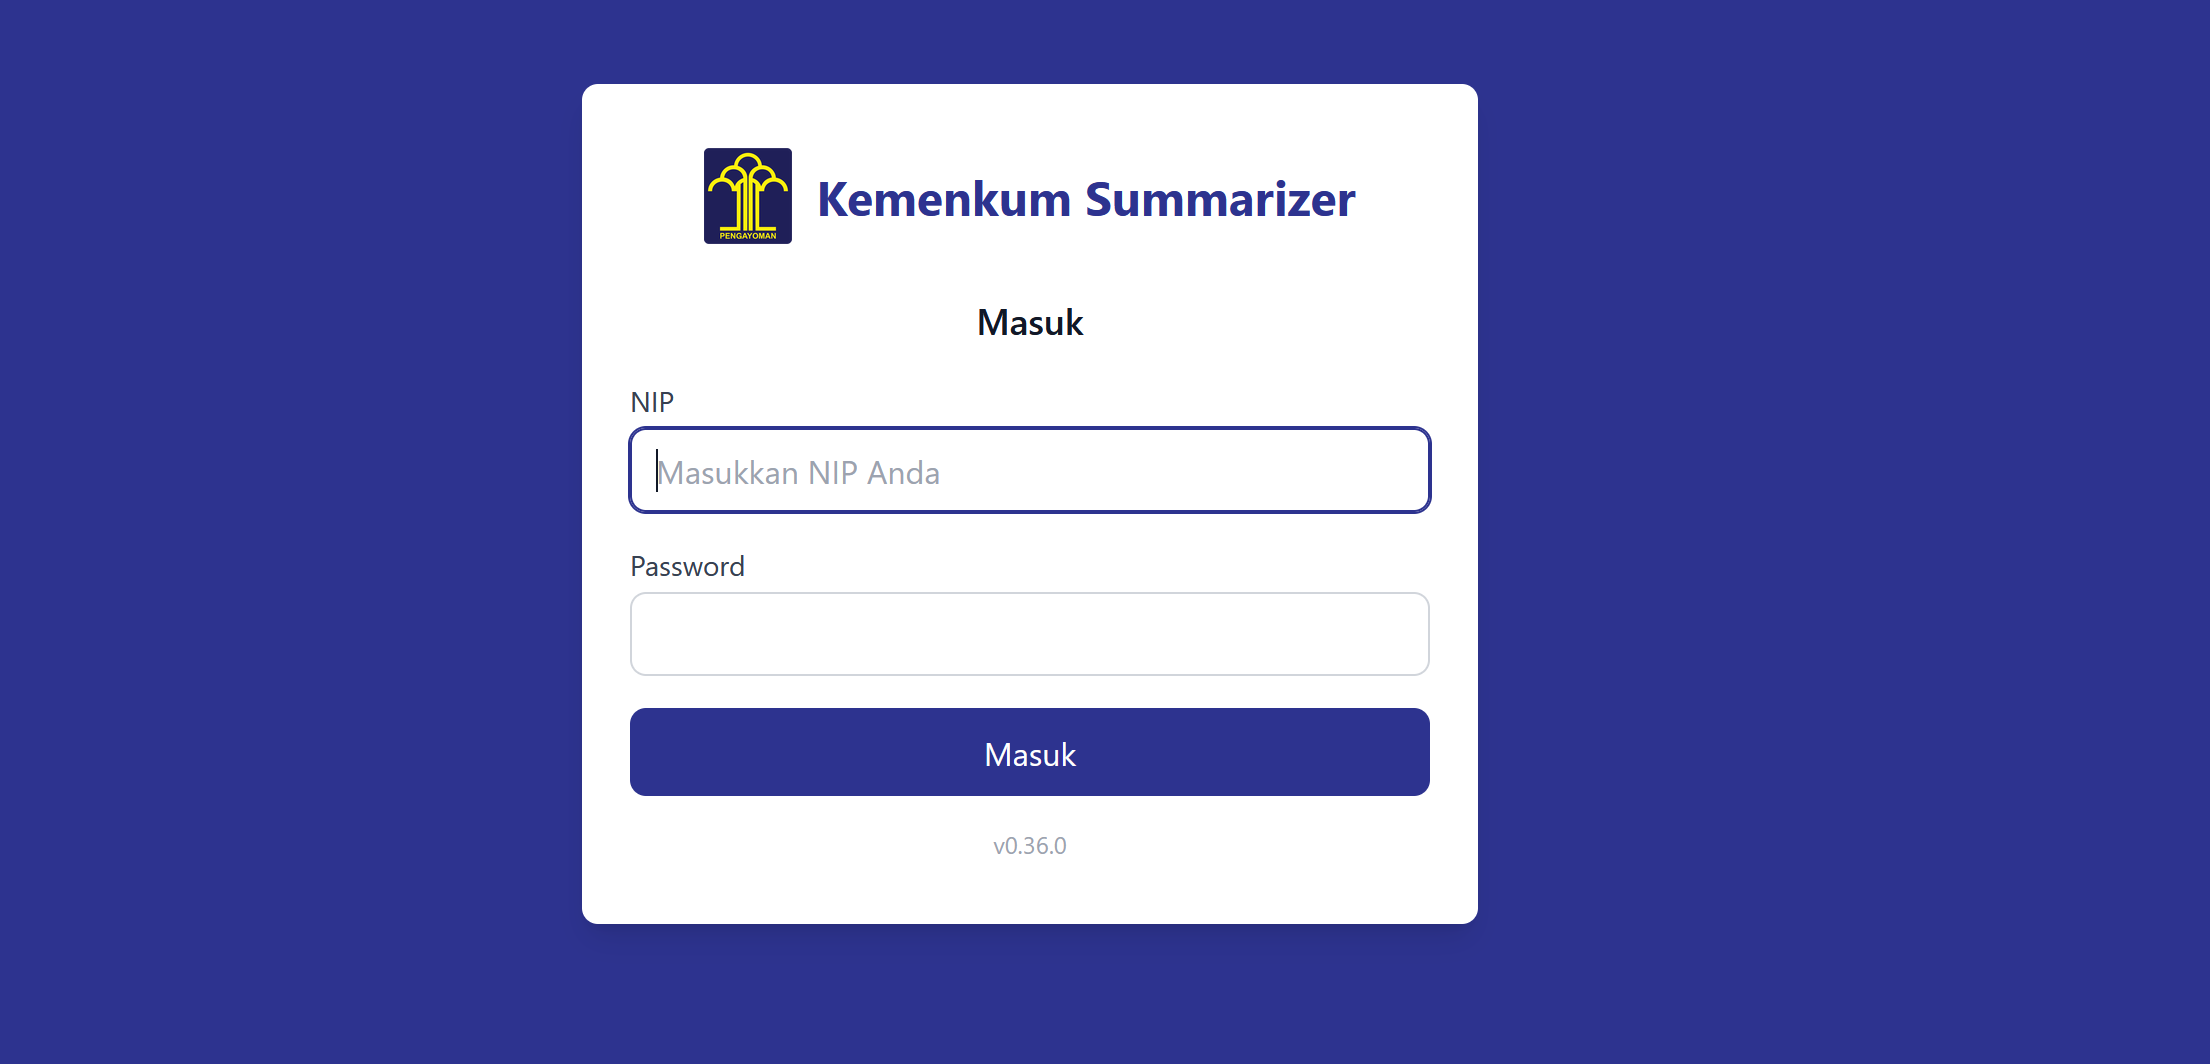 PENGAYOMAN
Kemenkum Summarizer
Masuk
NIP
Masukkan NIP Anda
Password
Masuk
v0.36.0